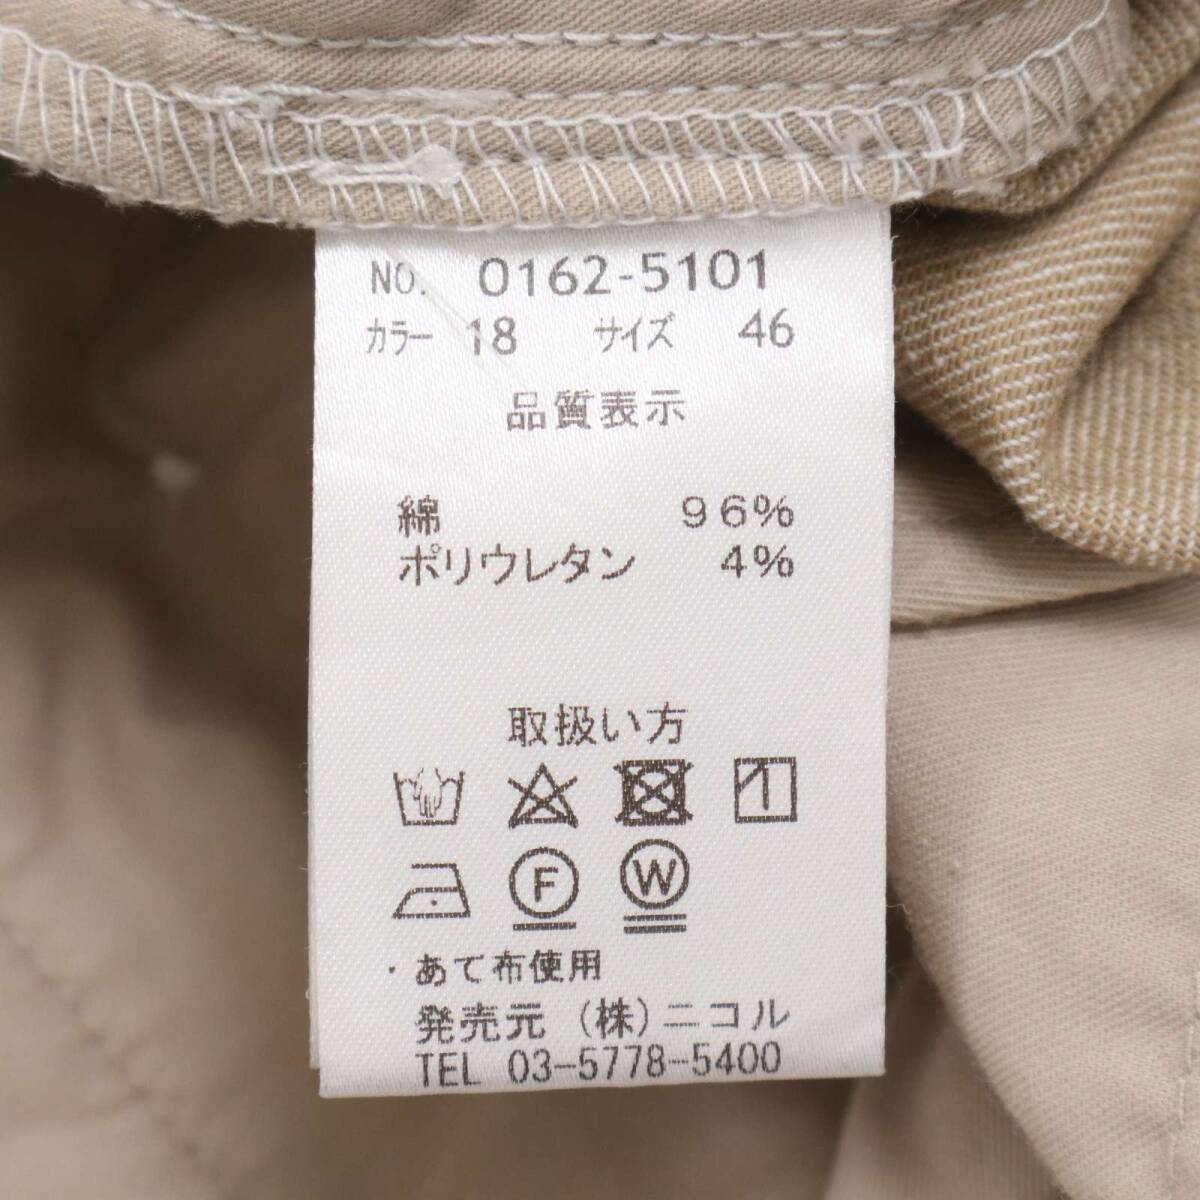 NO. 0162-5101
カラー 18 サイズ 46
品質表示
綿 96%
ポリウレタン 4%
取扱い方
F W
・あて布使用
発売元 (株)ニコル
TEL 03-5778-5400